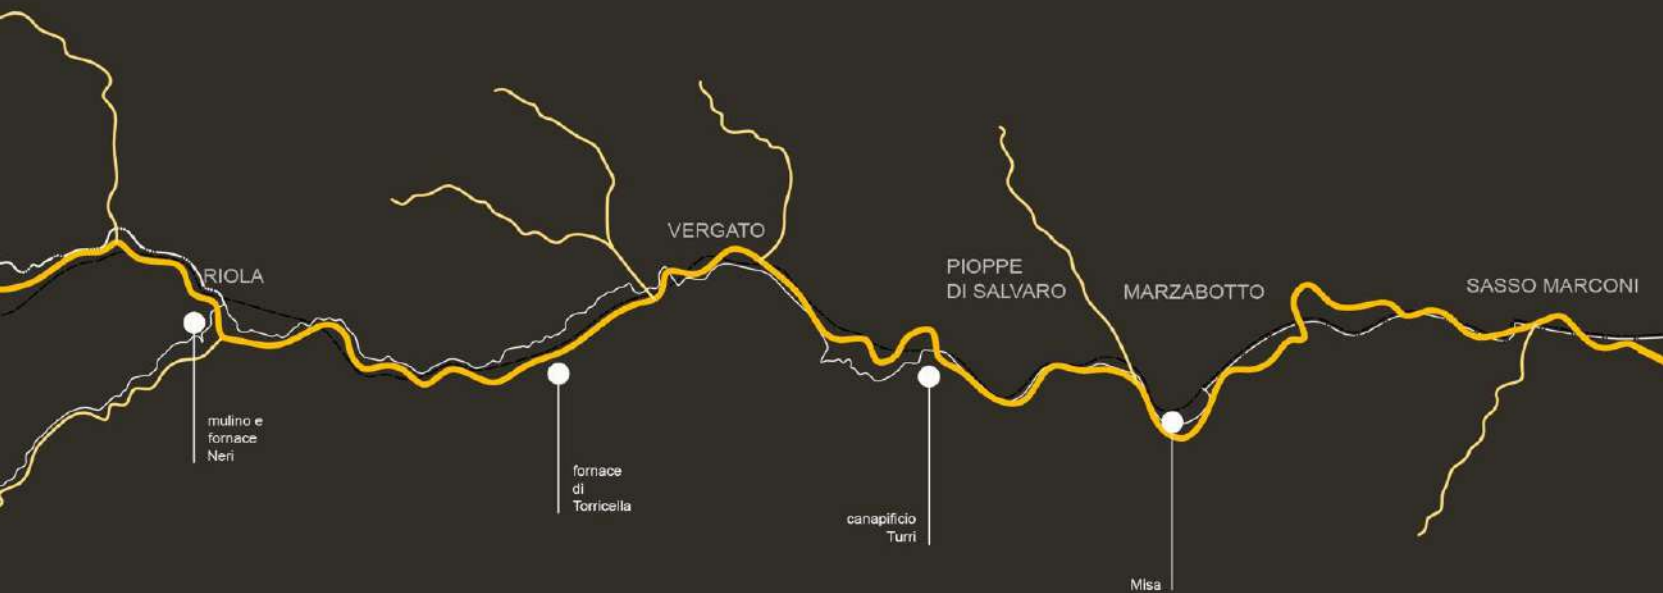 RIOLA
VERGATO
PIOPPE
DI SALVARO
MARZABOTTO
SASSO MARCONI
mulino e
fornace
Neri
fornace
di
Torricella
canapificio
Turri
Misa